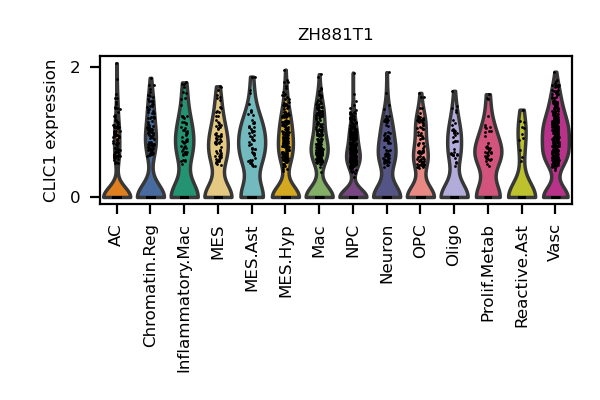 ZH881T1
CLIC1 expression
2
0
AC
Chromatin.Reg
Inflammatory.Mac
MES
MES.Ast
MES.Hyp
Mac
NPC
Neuron
OPC
Oligo
Prolif.Metab
Reactive.Ast
Vasc